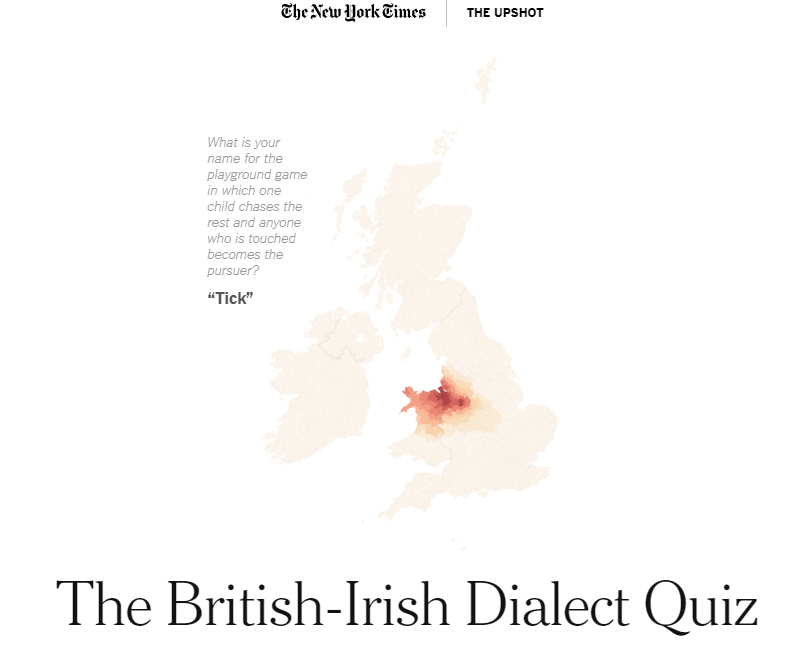 The New York Times
THE UPSHOT
What is your
name for the
playground game
in which one
child chases the
rest and anyone
who is touched
becomes the
pursuer?
“Tick”
The British-Irish Dialect Quiz